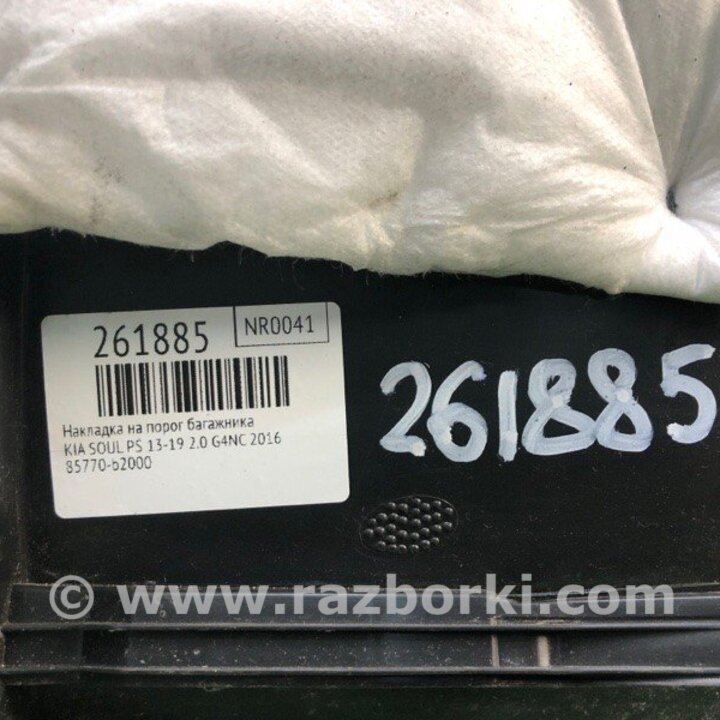 261885
NR0041
Накладка на порог багажника
KIA SOUL PS 13-19 2.0 G4NC 2016
85770-b2000
261885
© www.razborki.com